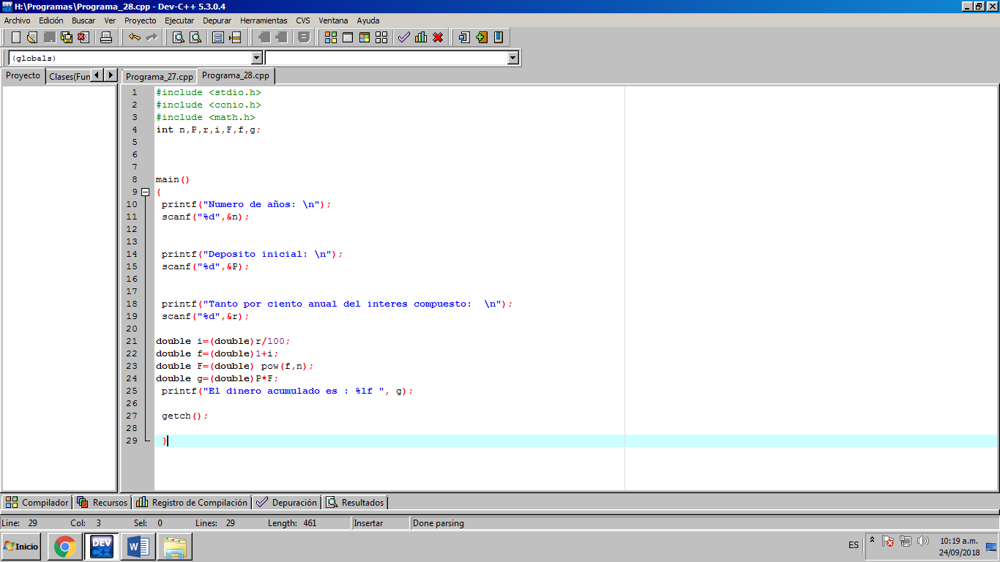 H:\Programas\Programa_28.cpp - Dev-C++ 5.3.0.4
Archivo Edición Buscar Ver Proyecto Ejecutar Depurar Herramientas CVS Ventana Ayuda
(globals)
Proyecto Clases(Fun Programa_27.cpp Programa_28.cpp
1 #include <stdio.h>
2 #include <conio.h>
3 #include <math.h>
4 int n,P,r,i,F,f,g;
5
6
7
8 main()
9 {
10 printf("Numero de años: \n");
11 scanf("%d",&n);
12
13
14 printf("Deposito inicial: \n");
15 scanf("%d",&P);
16
17
18 printf("Tanto por ciento anual del interes compuesto:  \n");
19 scanf("%d",&r);
20
21 double i=(double)r/100;
22 double f=(double)1+i;
23 double F=(double) pow(f,n);
24 double g=(double)P*F;
25 printf("El dinero acumulado es : %lf ", g);
26
27 getch();
28
29 }
Compilador Recursos Registro de Compilación Depuración Resultados
Line: 29 Col: 3 Sel: 0 Lines: 29 Length: 461 Insertar Done parsing
Inicio DEV C++ W ES 10:19 a.m.
24/09/2018